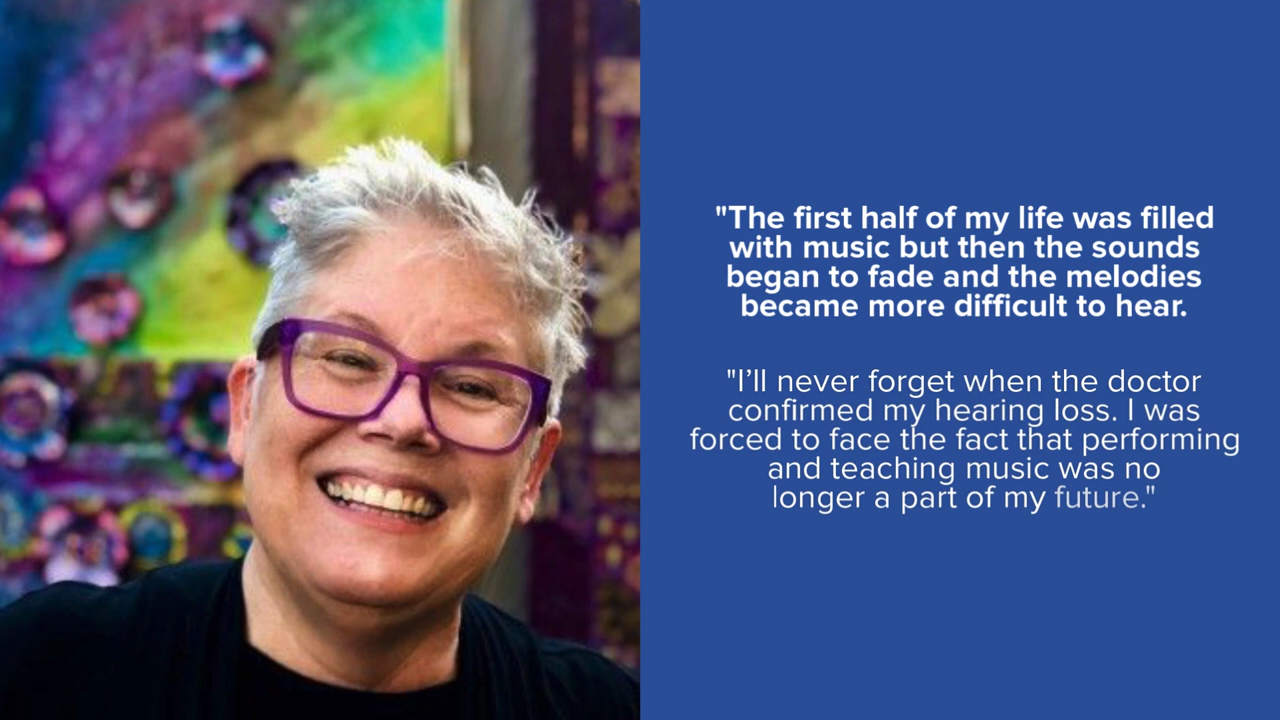 "The first half of my life was filled
with music but then the sounds
began to fade and the melodies
became more difficult to hear.
"I’ll never forget when the doctor
confirmed my hearing loss. I was
forced to face the fact that performing
and teaching music was no
longer a part of my future."